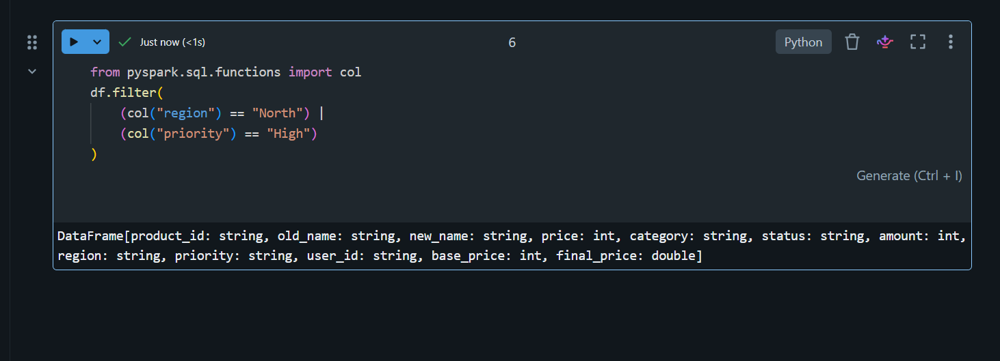 Just now (<1s)
6
Python
from pyspark.sql.functions import col
df.filter(
    (col("region") == "North") |
    (col("priority") == "High")
)
Generate (Ctrl + I)
DataFrame[product_id: string, old_name: string, new_name: string, price: int, category: string, status: string, amount: int,
region: string, priority: string, user_id: string, base_price: int, final_price: double]